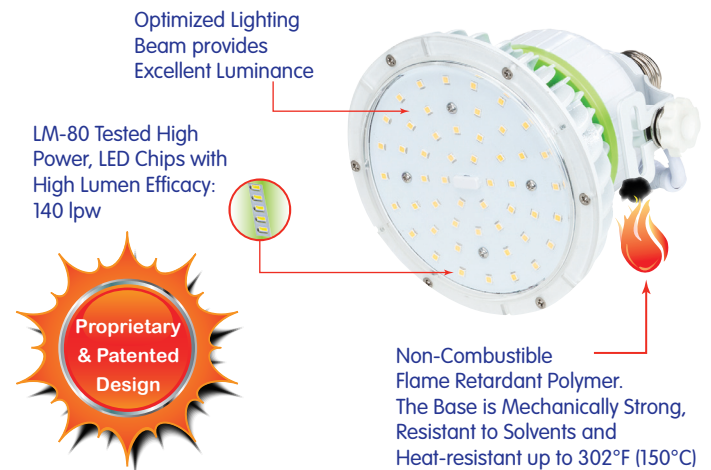 Optimized Lighting
Beam provides
Excellent Luminance
LM-80 Tested High
Power, LED Chips with
High Lumen Efficacy:
140 lpw
Proprietary
& Patented
Design
Non-Combustible
Flame Retardant Polymer.
The Base is Mechanically Strong,
Resistant to Solvents and
Heat-resistant up to 302°F (150°C)